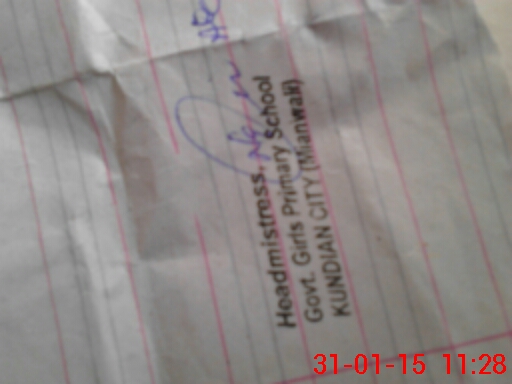 Headmistress,
Govt. Girls Primary School
KUNDIAN CITY (Mianwali)
31-01-15 11:28